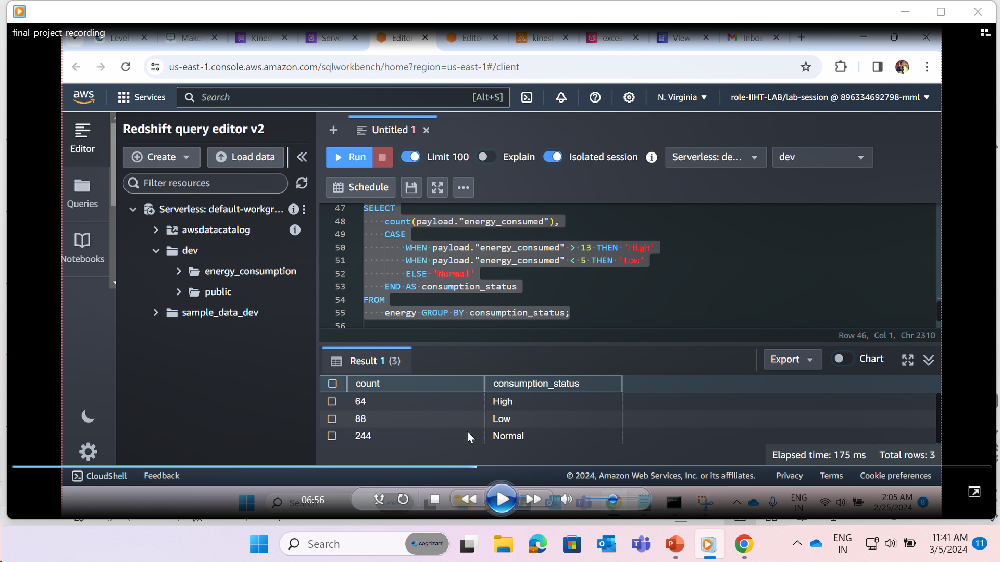 final_project_recording
Level
Make
Kinesi
Serve
Editor
Editor
kinesi
exces
View
Inbox
us-east-1.console.aws.amazon.com/sqlworkbench/home?region=us-east-1#/client
aws
Services
Search
[Alt+S]
N. Virginia
role-IIHT-LAB/lab-session @ 896334692798-mml
Editor
Queries
Notebooks
Redshift query editor v2
Create
Load data
Filter resources
Serverless: default-workgr...
awsdatacatalog
dev
energy_consumption
public
sample_data_dev
Untitled 1
Run
Limit 100
Explain
Isolated session
Serverless: de...
dev
Schedule
47 SELECT
48 count(payload."energy_consumed"),
49 CASE
50 WHEN payload."energy_consumed" > 13 THEN 'High'
51 WHEN payload."energy_consumed" < 5 THEN 'Low'
52 ELSE 'Normal'
53 END AS consumption_status
54 FROM
55 energy GROUP BY consumption_status;
56
Row 46, Col 1, Chr 2310
Result 1 (3)
Export
Chart
count consumption_status
64 High
88 Low
244 Normal
Elapsed time: 175 ms Total rows: 3
CloudShell
Feedback
© 2024, Amazon Web Services, Inc. or its affiliates.
Privacy
Terms
Cookie preferences
06:56
ENG
IN
2:05 AM
2/25/2024
8
Search
cognizant
ENG
IN
11:41 AM
3/5/2024
11